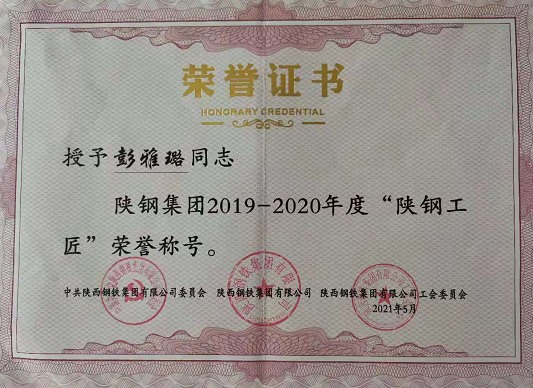 荣誉证书
HONORARY CREDENTIAL
授予彭雅璐同志
陕钢集团2019-2020年度“陕钢工
匠”荣誉称号。
中共陕西钢铁集团有限公司委员会 陕西钢铁集团有限公司 陕西钢铁集团有限公司工会委员会
2021年5月